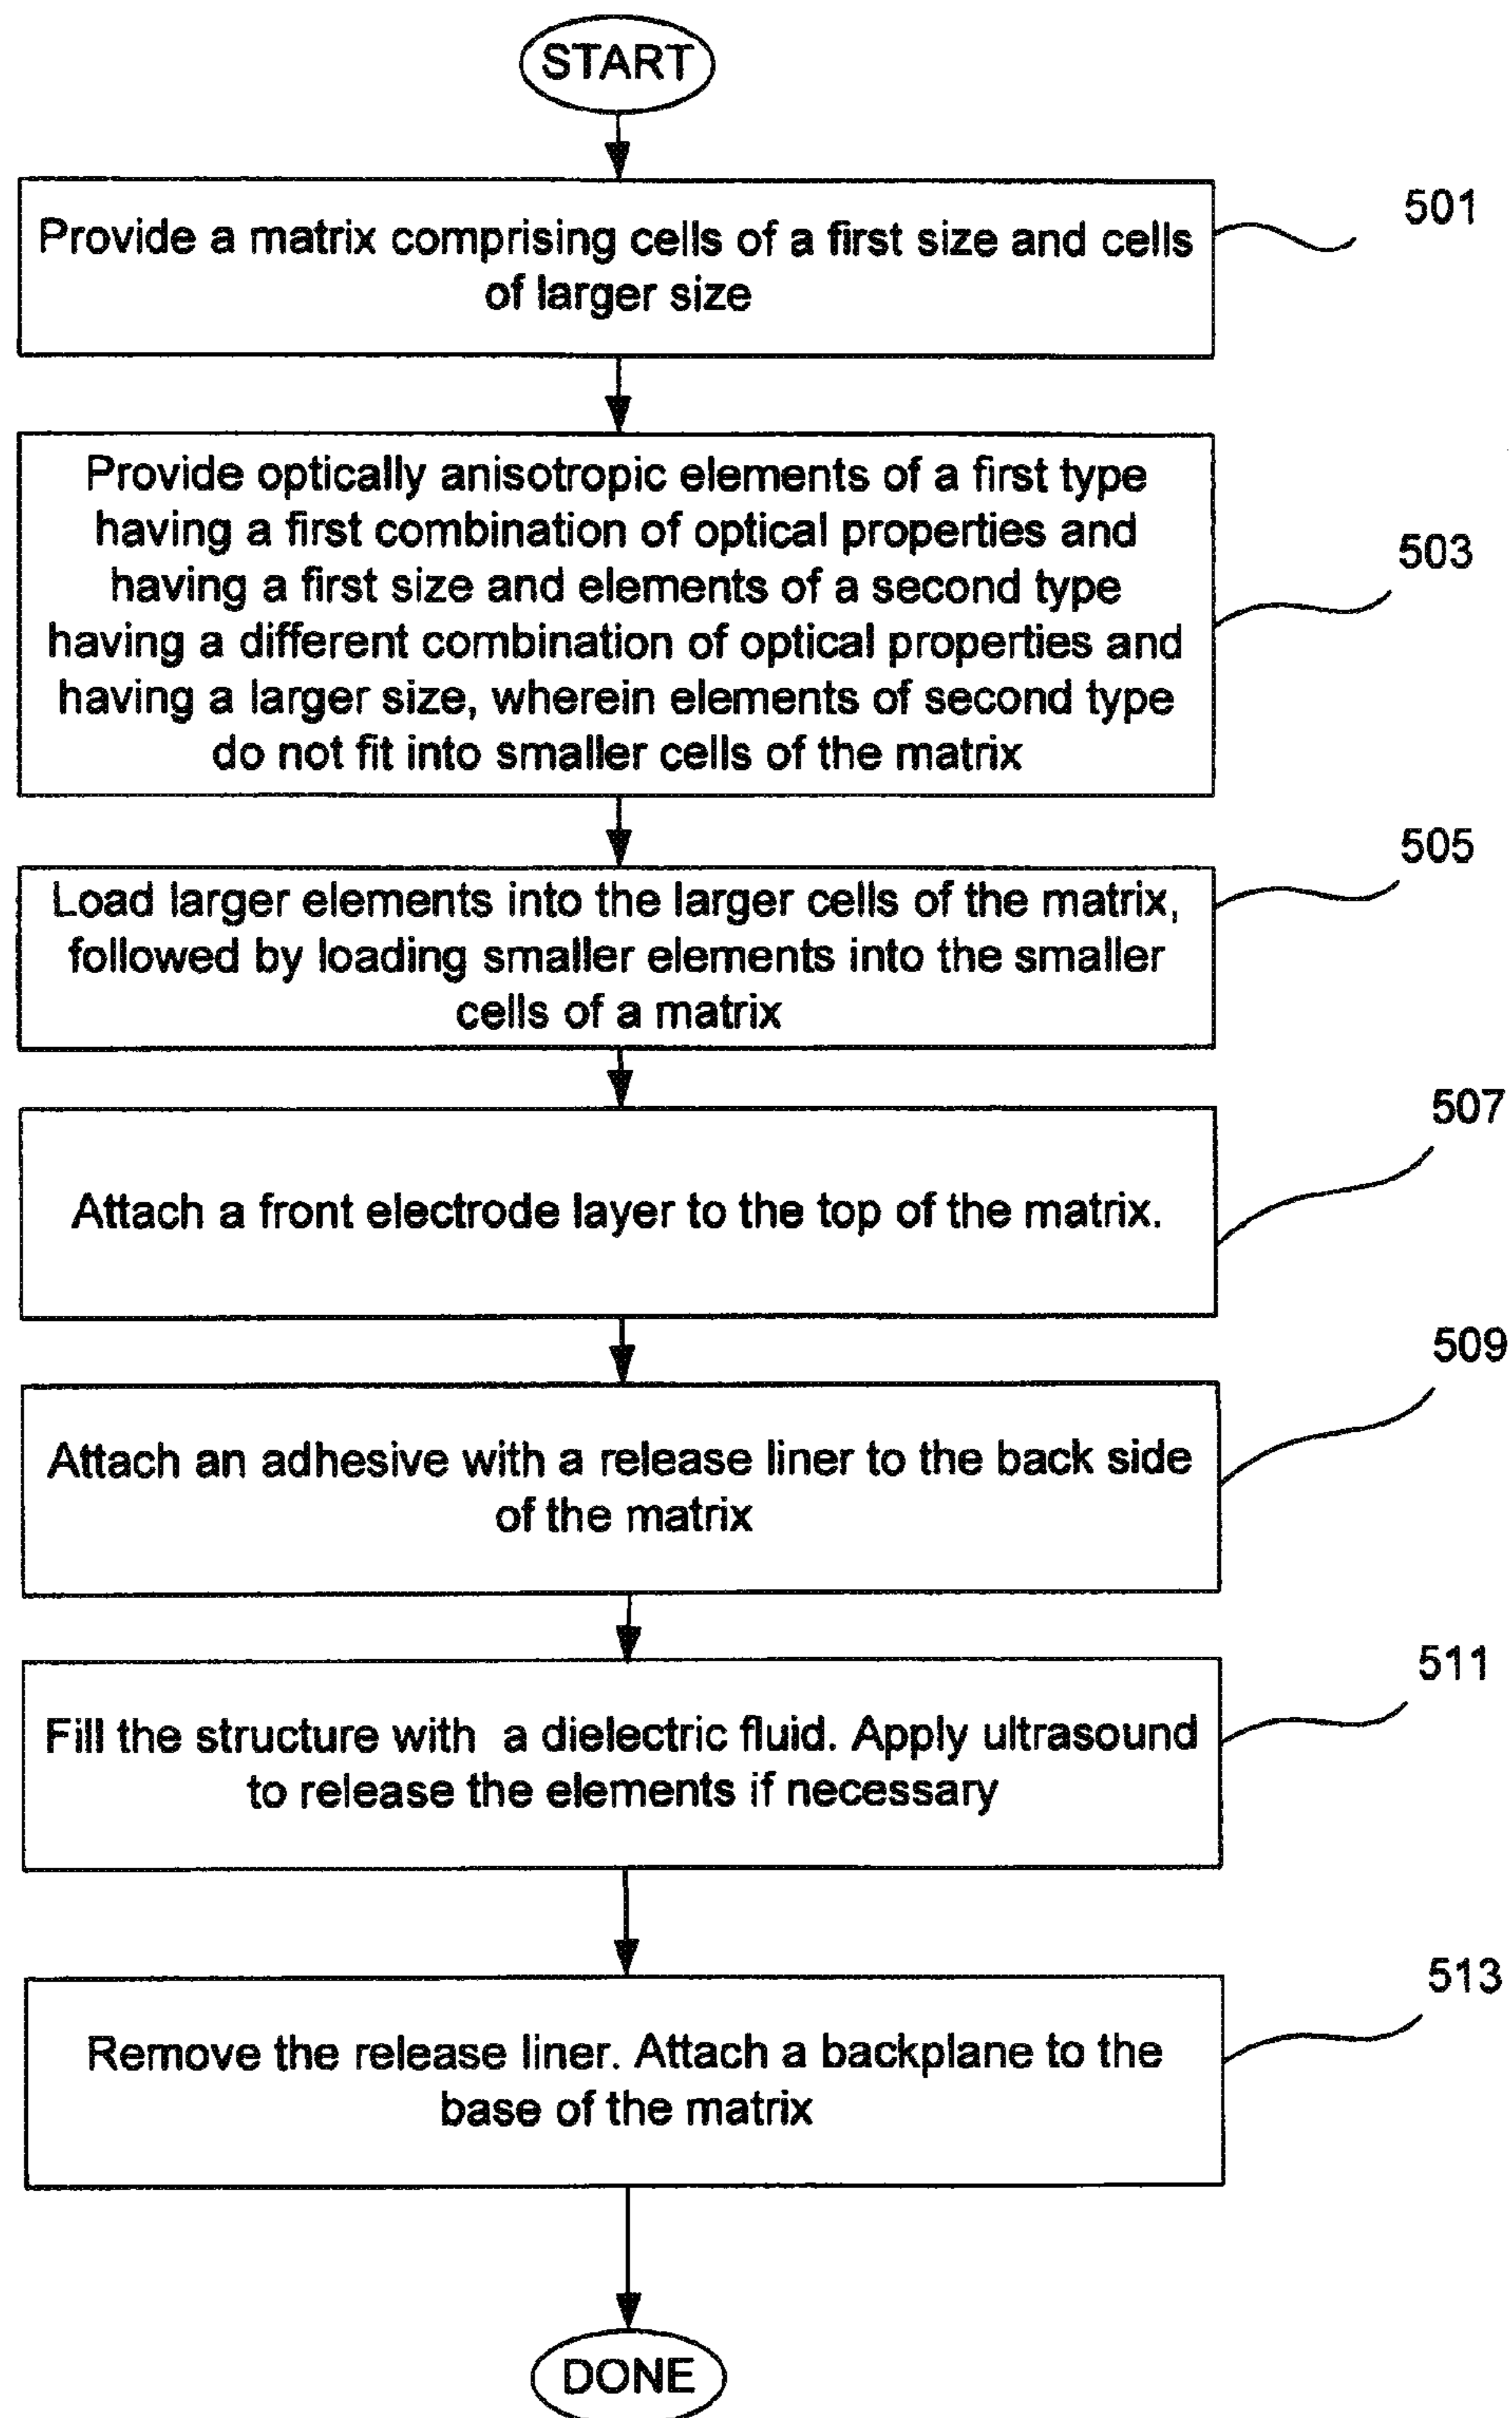 START
Provide a matrix comprising cells of a first size and cells
of larger size
501
Provide optically anisotropic elements of a first type
having a first combination of optical properties and
having a first size and elements of a second type
having a different combination of optical properties and
having a larger size, wherein elements of second type
do not fit into smaller cells of the matrix
503
Load larger elements into the larger cells of the matrix,
followed by loading smaller elements into the smaller
cells of a matrix
505
Attach a front electrode layer to the top of the matrix.
507
Attach an adhesive with a release liner to the back side
of the matrix
509
Fill the structure with a dielectric fluid. Apply ultrasound
to release the elements if necessary
511
Remove the release liner. Attach a backplane to the
base of the matrix
513
DONE